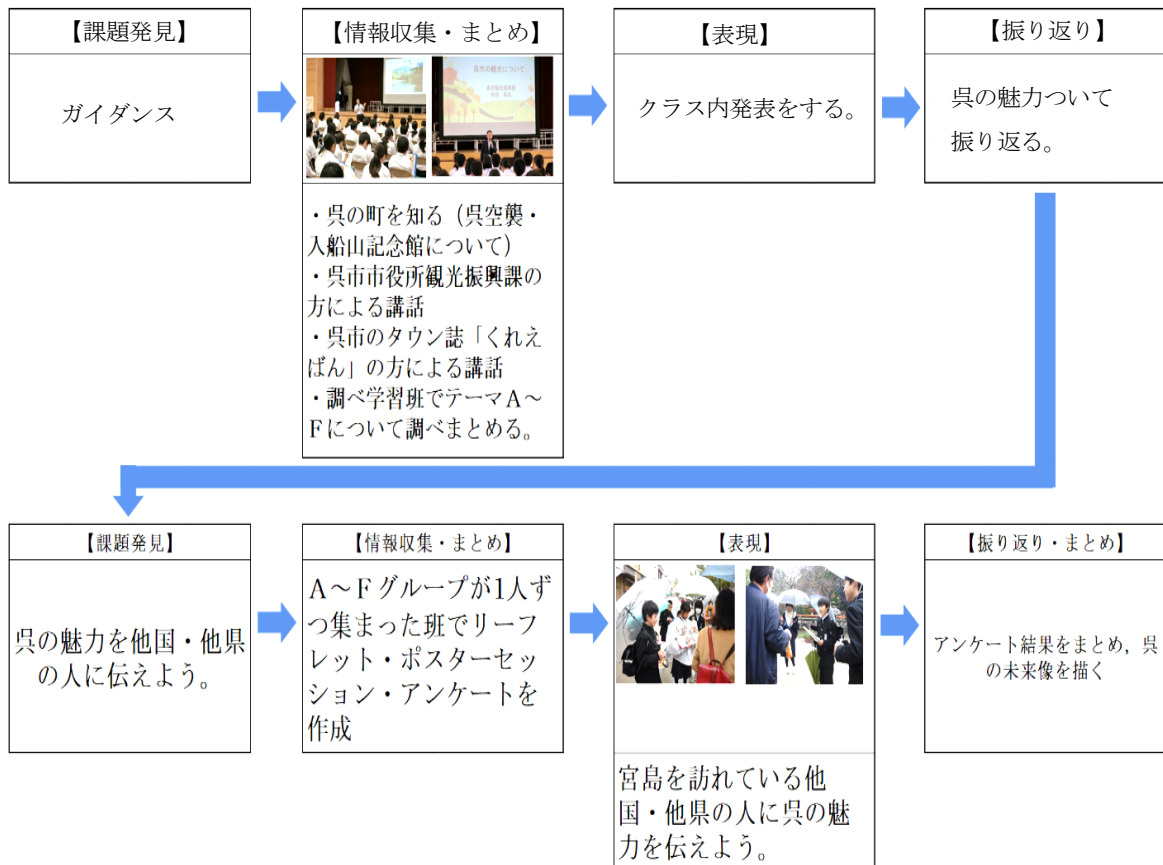 【課題発見】
ガイダンス
【情報収集・まとめ】
呉市の観光について
・呉の町を知る（呉空襲・
入船山記念館について）
・呉市市役所観光振興課の
方による講話
・呉市のタウン誌「くれえ
ばん」の方による講話
・調べ学習班でテーマＡ～
Ｆについて調べまとめる。
【表現】
クラス内発表をする。
【振り返り】
呉の魅力ついて
振り返る。
【課題発見】
呉の魅力を他国・他県
の人に伝えよう。
【情報収集・まとめ】
Ａ～Ｆグループが1人ず
つ集まった班でリーフ
レット・ポスターセッ
ション・アンケートを
作成
【表現】
宮島を訪れている他
国・他県の人に呉の魅
力を伝えよう。
【振り返り・まとめ】
アンケート結果をまとめ，呉
の未来像を描く